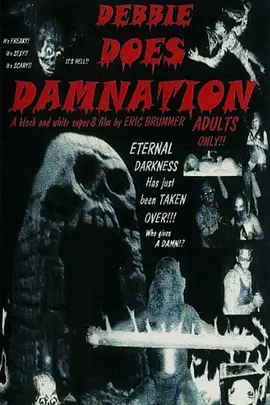 DEBBIE
DOES
DAMNATION
It's FREAKY!
It's SEXY!!
It's SCARY!!!
IT'S HELL!!
A black and white super-8 film by ERIC BRUMMER
ADULTS
ONLY!!
ETERNAL
DARKNESS
Has just
been TAKEN
OVER!!!
Who gives
A DAMN!?